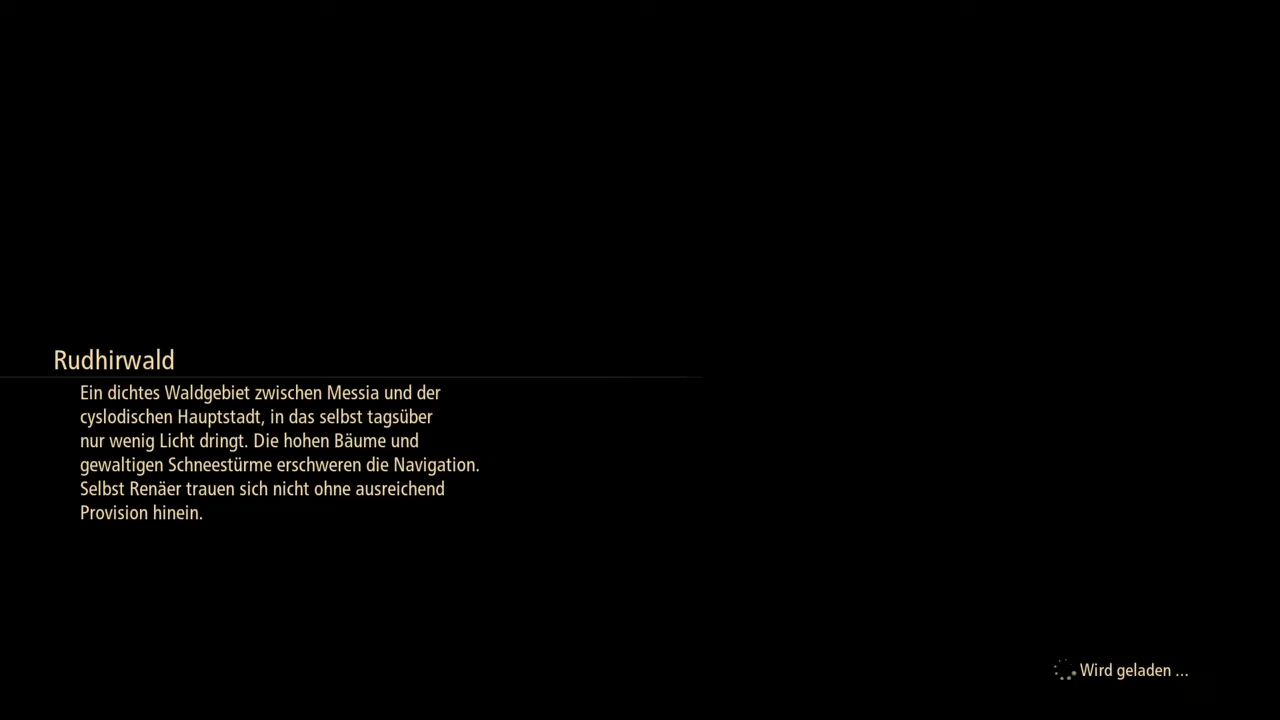 Rudhirwald
Ein dichtes Waldgebiet zwischen Messia und der
cyslodischen Hauptstadt, in das selbst tagsüber
nur wenig Licht dringt. Die hohen Bäume und
gewaltigen Schneestürme erschweren die Navigation.
Selbst Renäer trauen sich nicht ohne ausreichend
Provision hinein.
Wird geladen ...